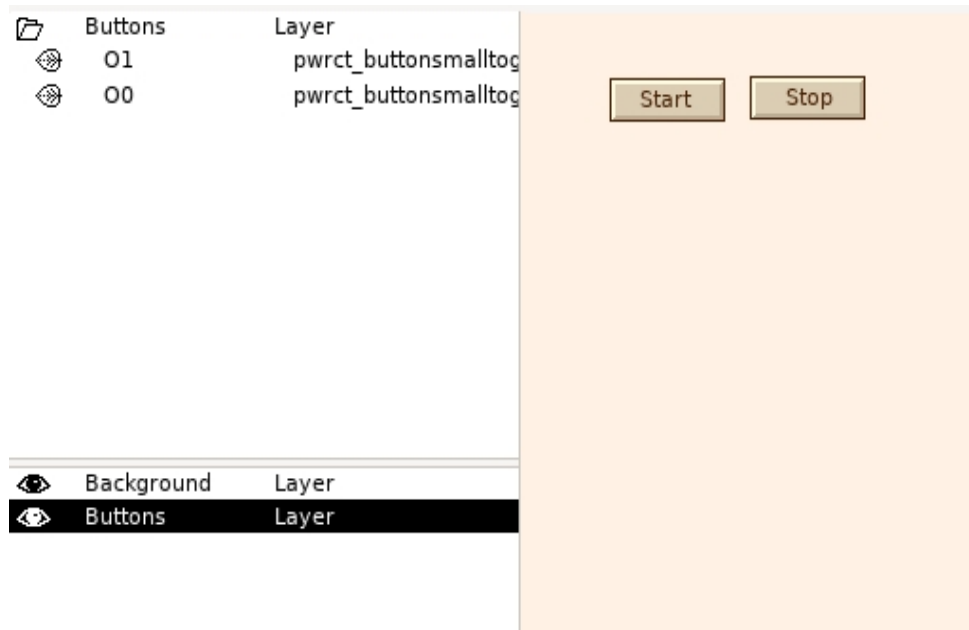 Buttons Layer
O1 pwrct_buttonsmalltog
O0 pwrct_buttonsmalltog
Start Stop
Background Layer
Buttons Layer